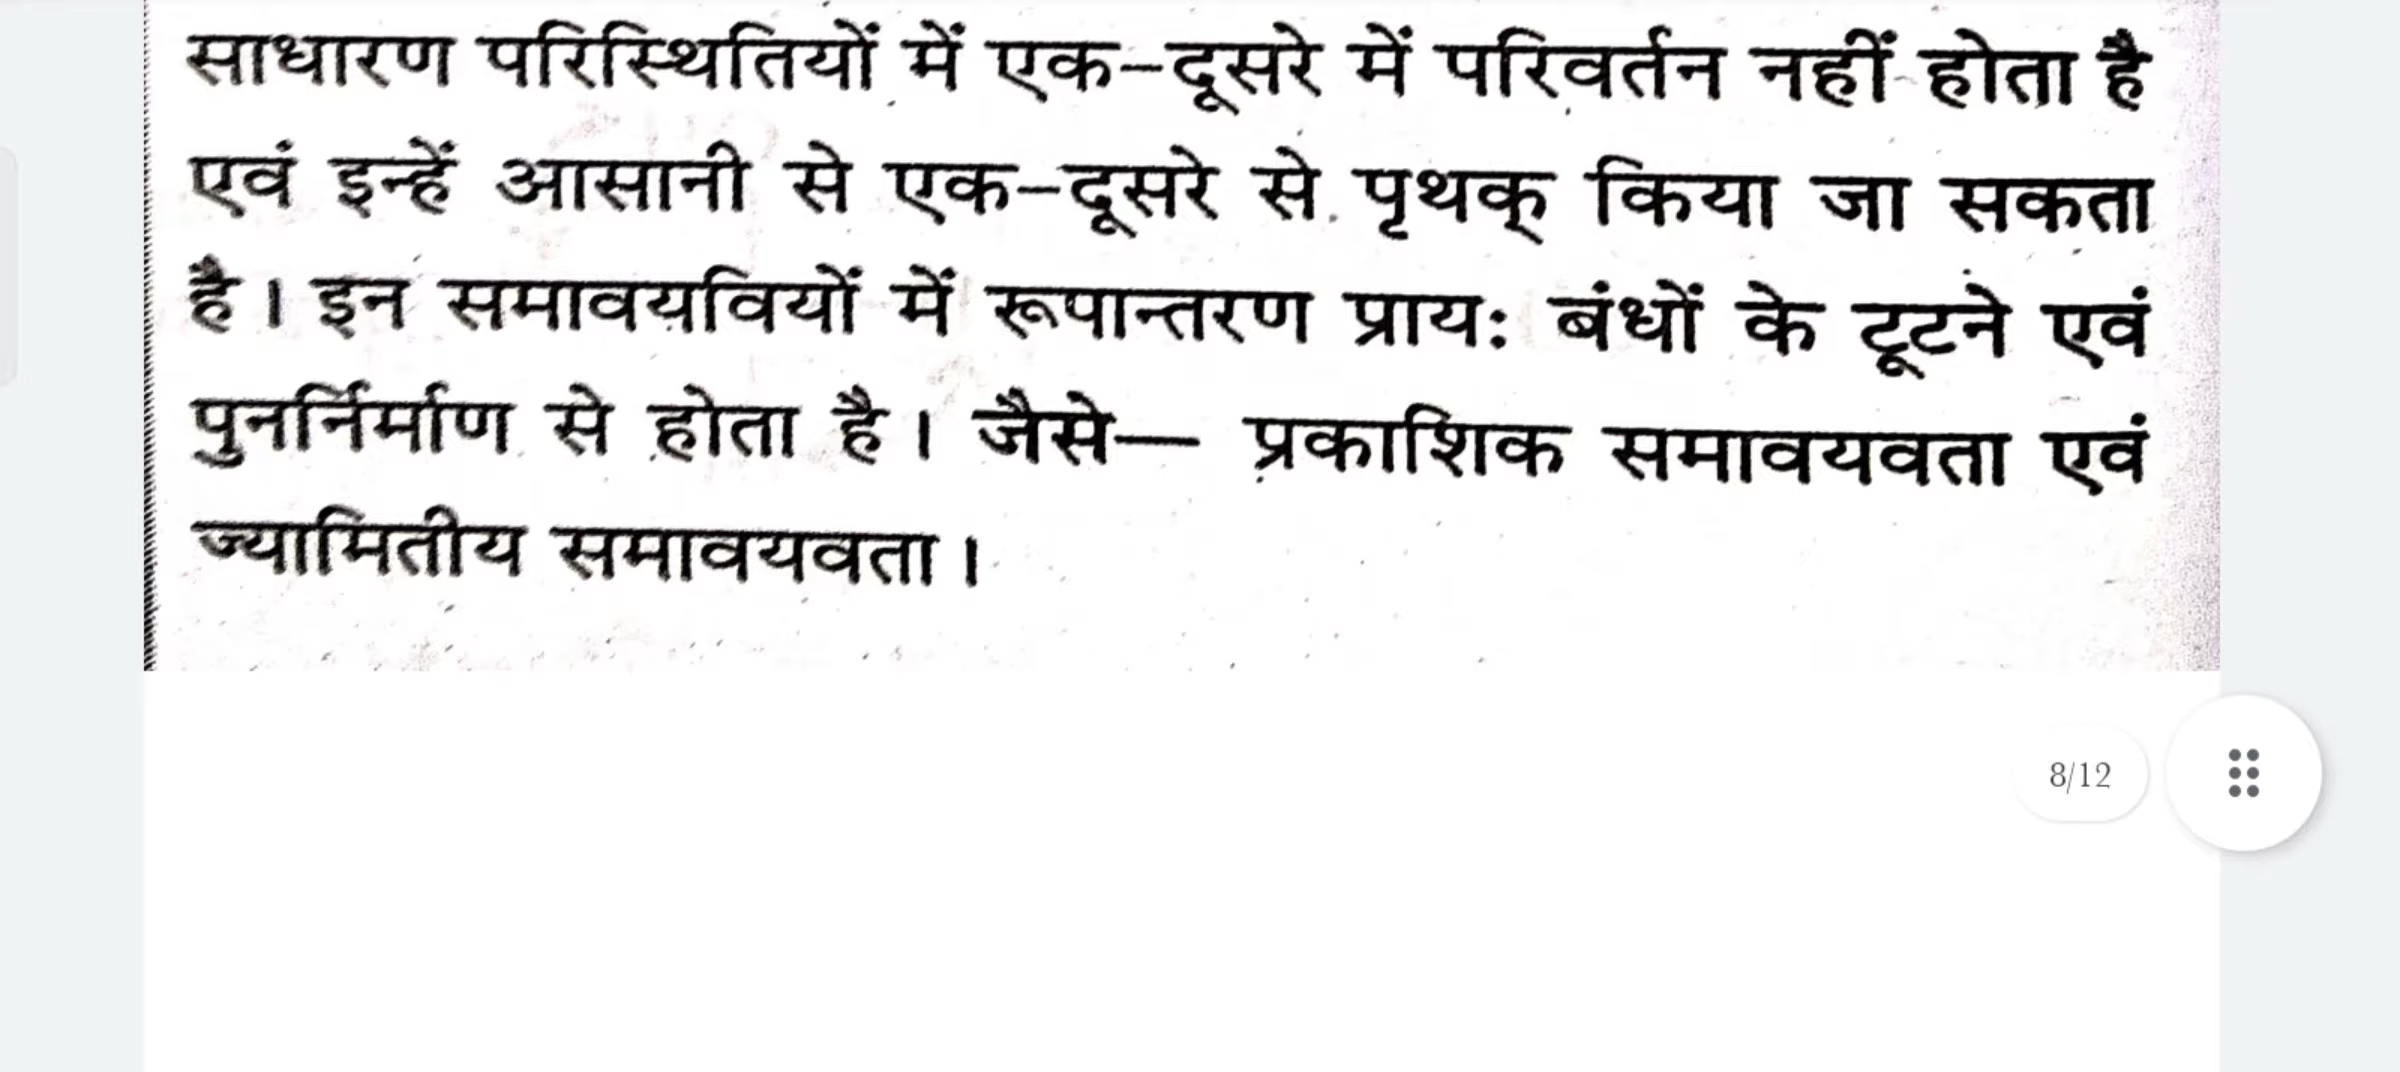 साधारण परिस्थितियों में एक-दूसरे में परिवर्तन नहीं होता है
एवं इन्हें आसानी से एक-दूसरे से पृथक् किया जा सकता
है। इन समावयवियों में रूपान्तरण प्राय: बंधों के टूटने एवं
पुनर्निर्माण से होता है। जैसे— प्रकाशिक समावयवता एवं
ज्यामितीय समावयवता।
8/12